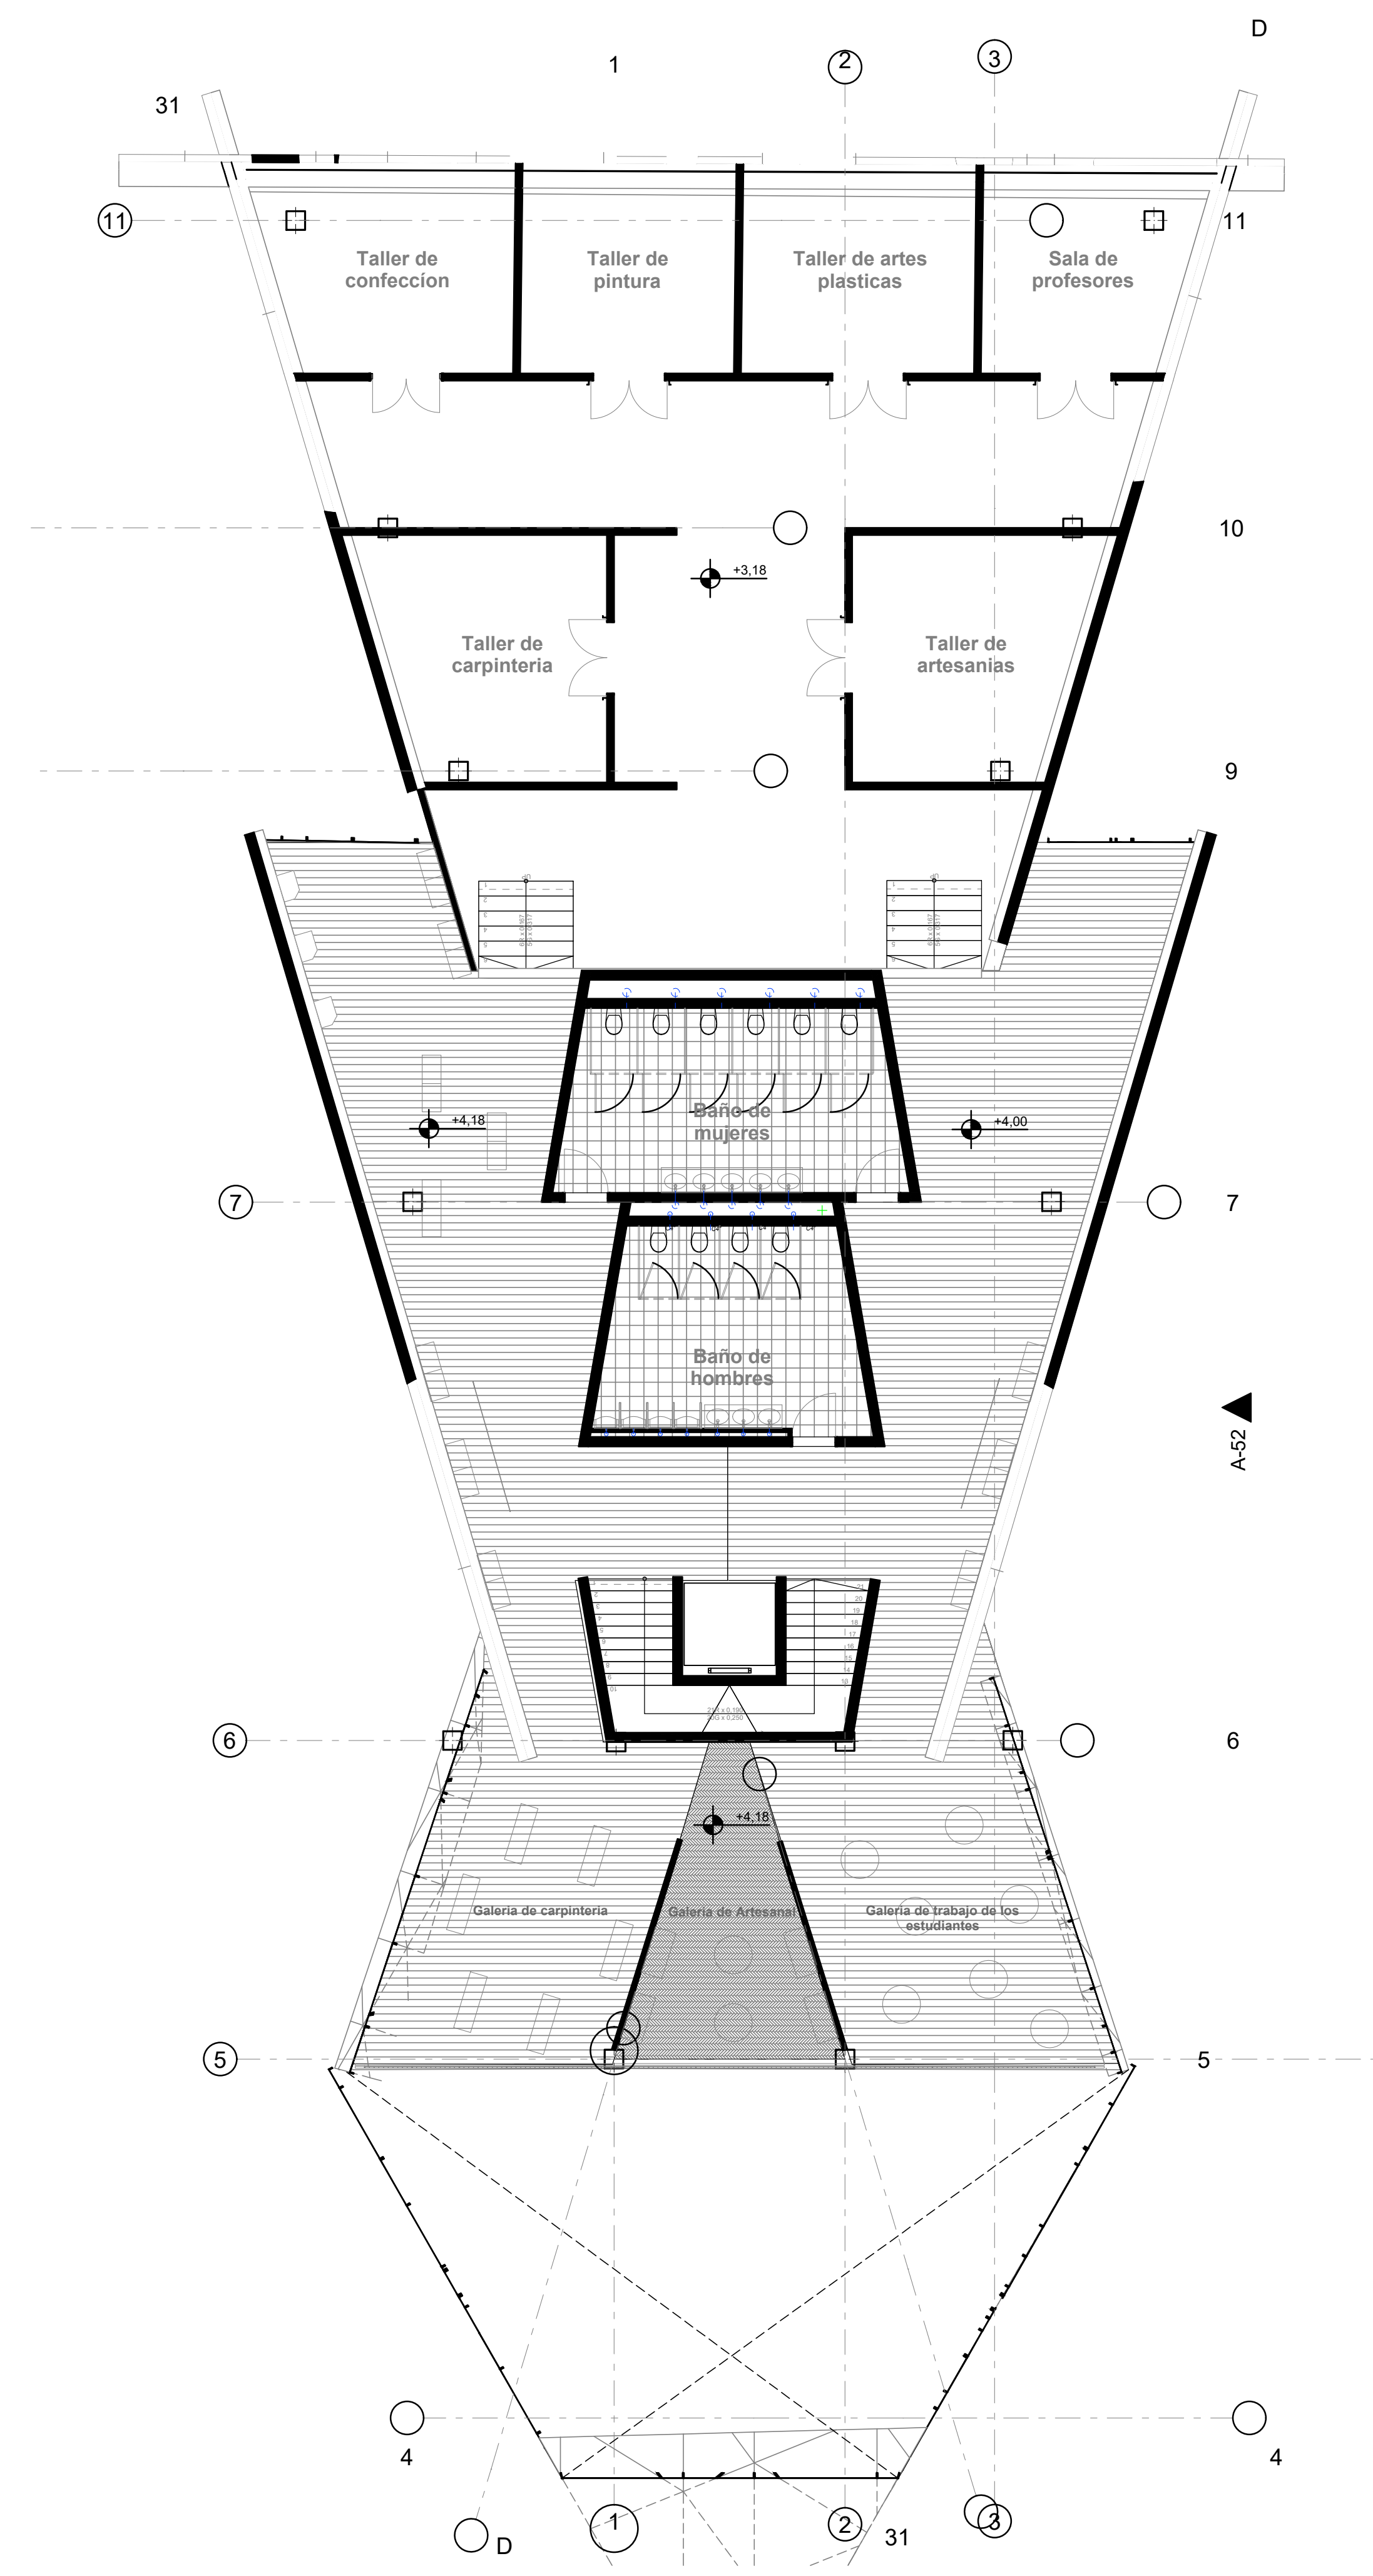 D
1
2
3
31
11
11
Taller de
confeccíon
Taller de
pintura
Taller de artes
plasticas
Sala de
profesores
10
+3,18
Taller de
carpinteria
Taller de
artesanias
9
Baño de
mujeres
+4,18
+4,00
7
7
Baño de
hombres
A-52
6
6
+4,18
Galeria de carpinteria
Galeria de Artesanal
Galeria de trabajo de los
estudiantes
5
5
4
4
1
2
3
D
31